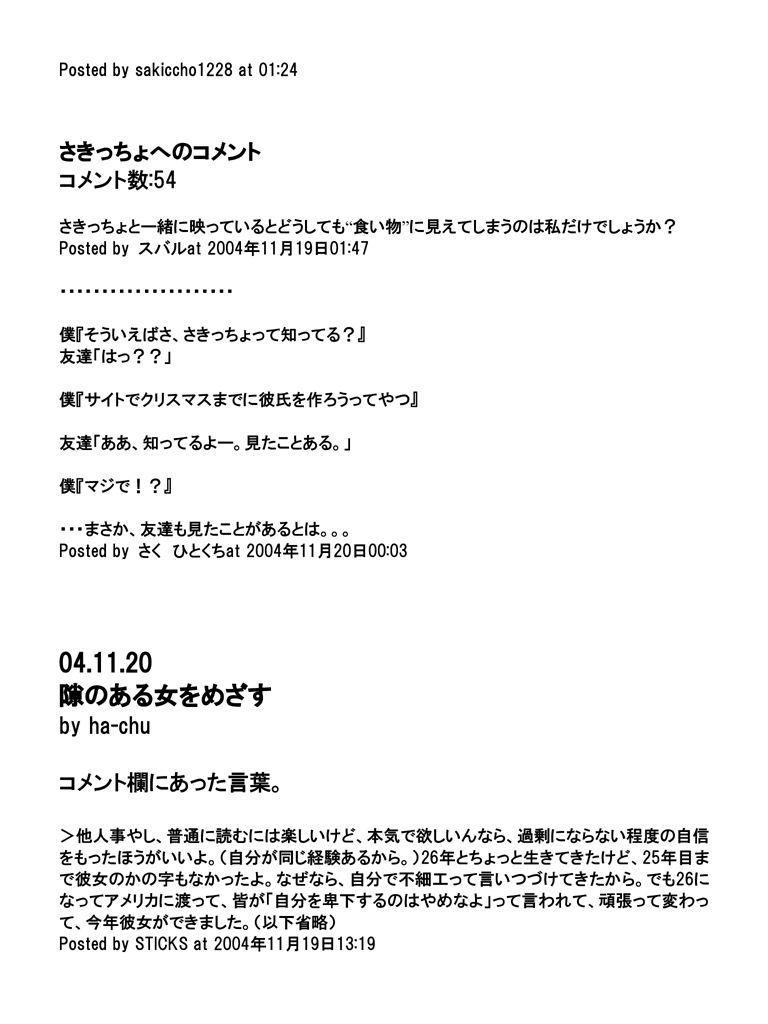 Posted by sakiccho1228 at 01:24
さきっちょへのコメント
コメント数:54
さきっちょと一緒に映っているとどうしても“食い物”に見えてしまうのは私だけでしょうか？
Posted by スバルat 2004年11月19日01:47
・・・・・・・・・・・・・・・・・・・・・
僕『そういえばさ、さきっちょって知ってる？』
友達「はっ？？」
僕『サイトでクリスマスまでに彼氏を作ろうってやつ』
友達「ああ、知ってるよー。見たことある。」
僕『マジで！？』
・・・まさか、友達も見たことがあるとは。。。
Posted by さく　ひとくちat 2004年11月20日00:03
04.11.20
隙のある女をめざす
by ha-chu
コメント欄にあった言葉。
＞他人事やし、普通に読むには楽しいけど、本気で欲しいんなら、過剰にならない程度の自信
をもったほうがいいよ。（自分が同じ経験あるから。）26年とちょっと生きてきたけど、25年目ま
で彼女のかの字もなかったよ。なぜなら、自分で不細工って言いつづけてきたから。でも26に
なってアメリカに渡って、皆が「自分を卑下するのはやめなよ」って言われて、頑張って変わっ
て、今年彼女ができました。（以下省略）
Posted by STICKS at 2004年11月19日13:19